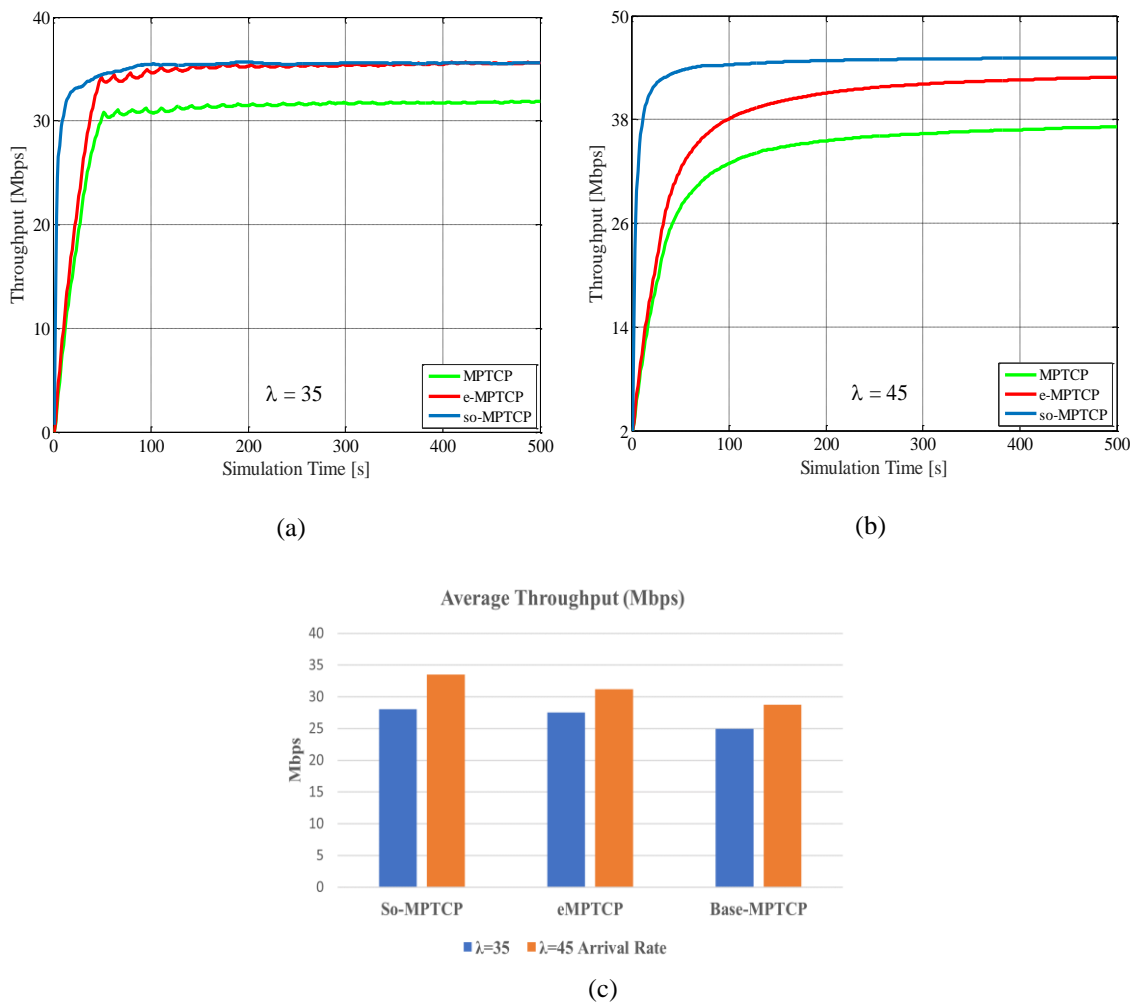 40
30
20
10
0
Throughput [Mbps]
0 100 200 300 400 500
Simulation Time [s]
λ = 35
MPTCP
e-MPTCP
so-MPTCP
(a)
50
38
26
14
2
Throughput [Mbps]
0 100 200 300 400 500
Simulation Time [s]
λ = 45
MPTCP
e-MPTCP
so-MPTCP
(b)
Average Throughput (Mbps)
40
35
30
25
20
15
10
5
0
Mbps
So-MPTCP eMPTCP Base-MPTCP
λ=35 λ=45 Arrival Rate
(c)